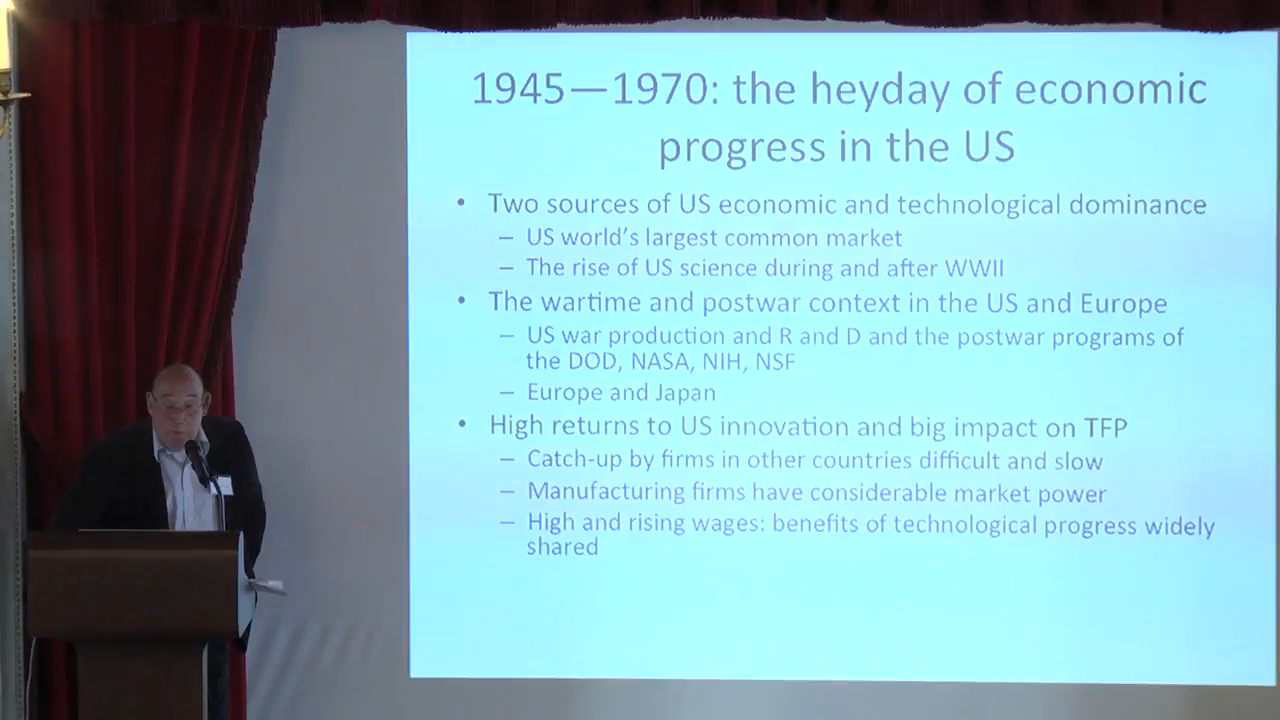 1945—1970: the heyday of economic
progress in the US
• Two sources of US economic and technological dominance
– US world's largest common market
– The rise of US science during and after WWII
• The wartime and postwar context in the US and Europe
– US war production and R and D and the postwar programs of
the DOD, NASA, NIH, NSF
– Europe and Japan
• High returns to US innovation and big impact on TFP
– Catch-up by firms in other countries difficult and slow
– Manufacturing firms have considerable market power
– High and rising wages: benefits of technological progress widely
shared